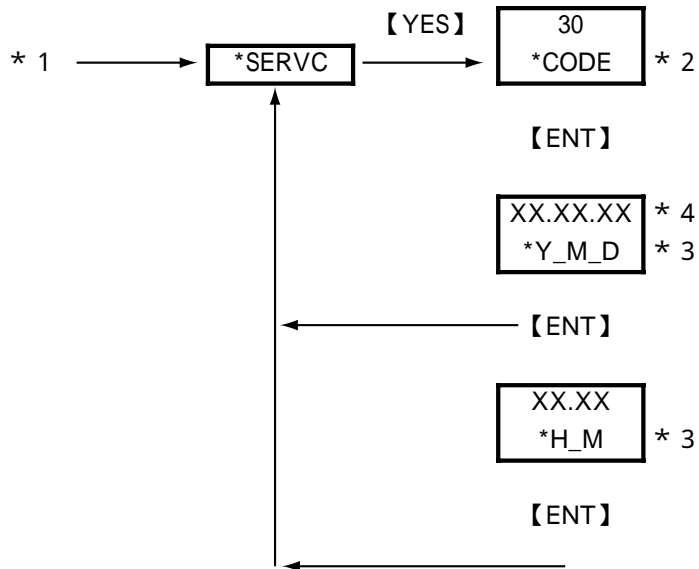 【YES】
30
* 1
*SERVC
*CODE
* 2
【ENT】
XX.XX.XX
* 4
*Y_M_D
* 3
【ENT】
XX.XX
*H_M
* 3
【ENT】